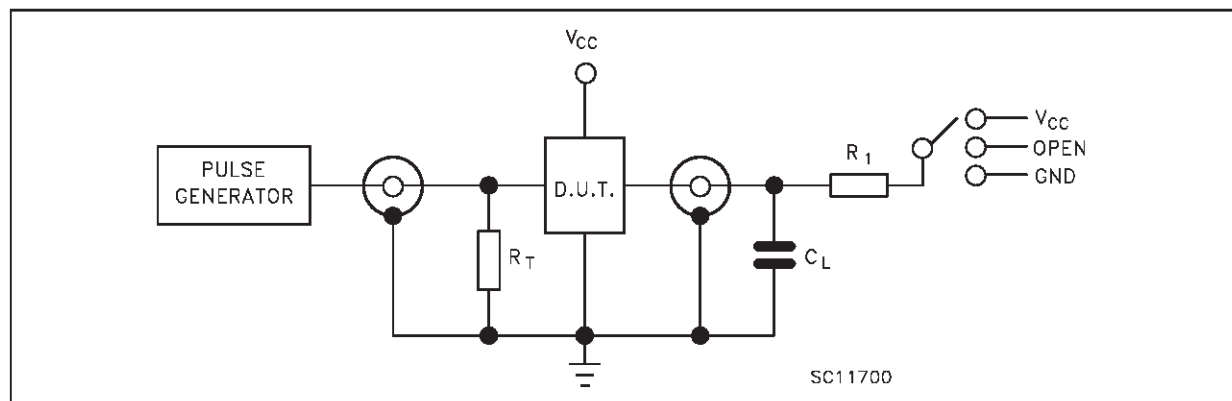 VCC
PULSE
GENERATOR
RT
D.U.T.
CL
R1
VCC
OPEN
GND
SC11700